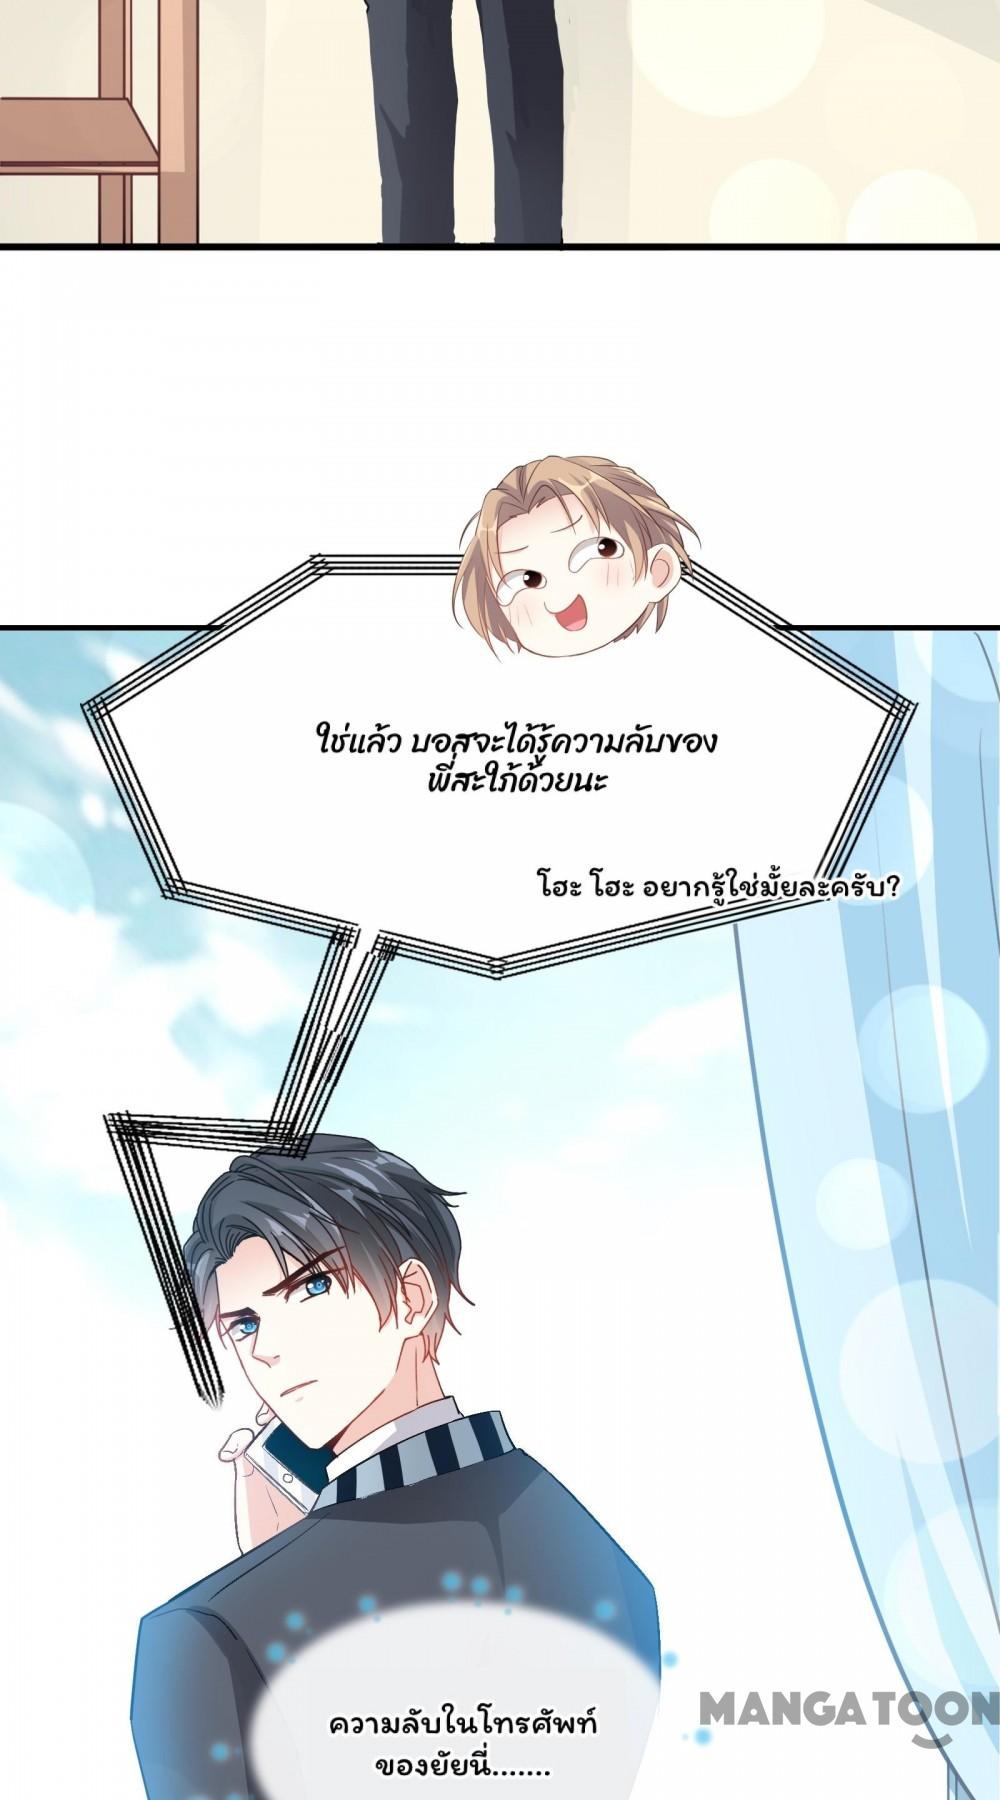 ใช่แล้ว บอสจะได้รู้ความลับของ
พี่สะใภ้ด้วยนะ
โฮะ โฮะ อยากรู้ใช่มั้ยละครับ?
ความลับในโทรศัพท์
ของยัยนี่.......
MANGATOON